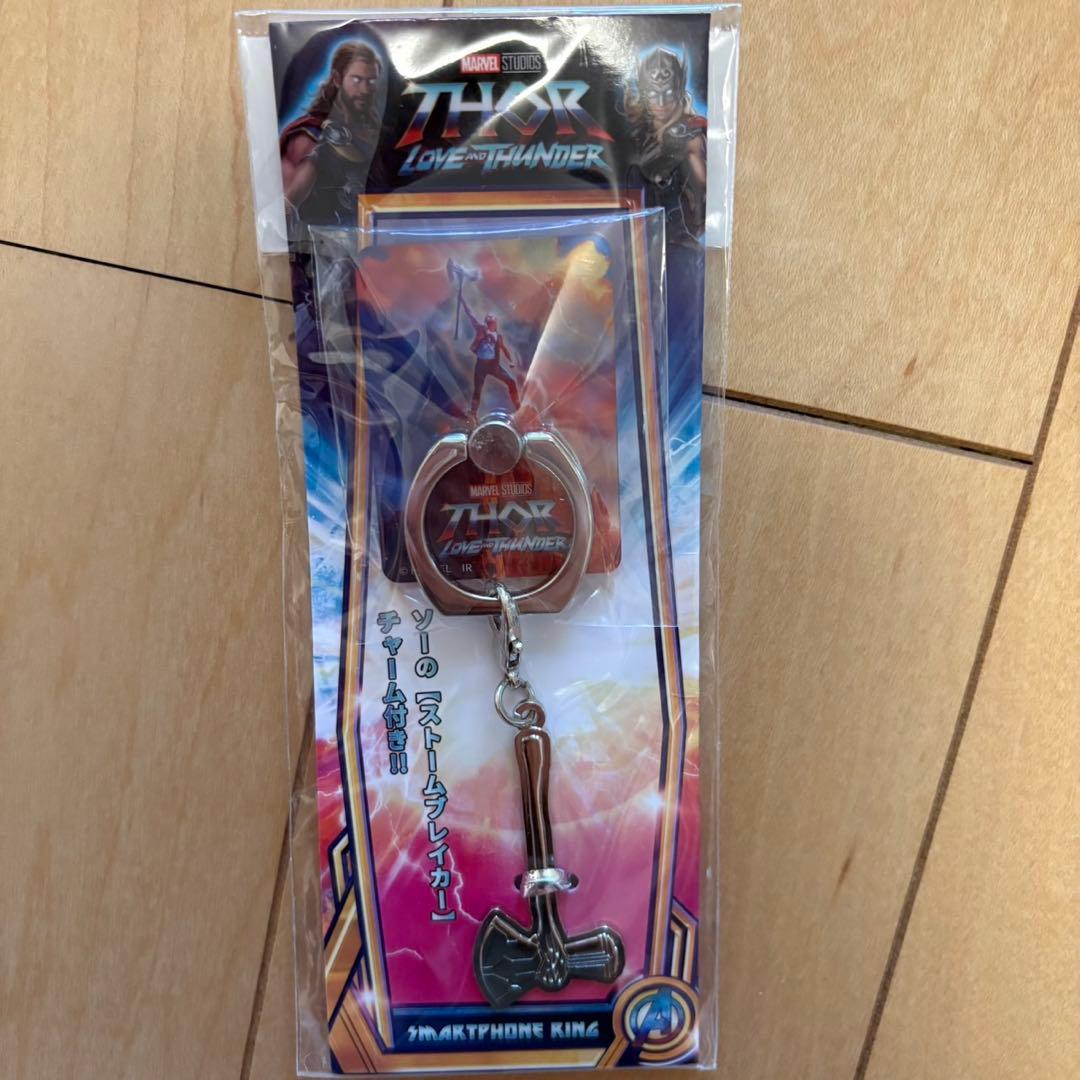 MARVEL STUDIOS
THOR
LOVE AND THUNDER
MARVEL STUDIOS
THOR
LOVE AND THUNDER
IR
ソーの【ストームブレイカー】
チャーム付き!!
SMARTPHONE RING